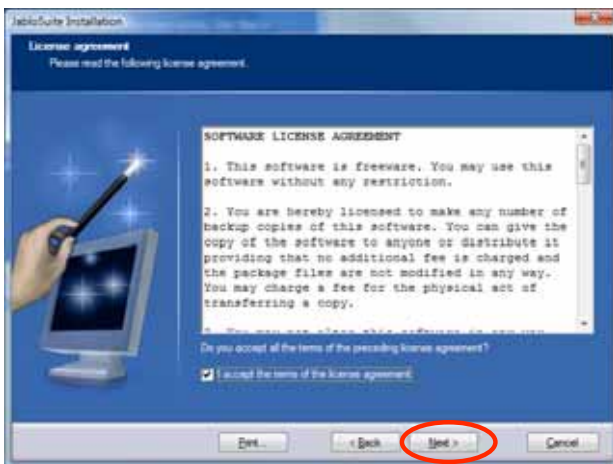 JabloSuite Installation
License agreement
Please read the following license agreement.
SOFTWARE LICENSE AGREEMENT
1. This software is freeware. You may use this
software without any restriction.
2. You are hereby licensed to make any number of
backup copies of this software. You can give the
copy of the software to anyone or distribute it
providing that no additional fee is charged and
the package files are not modified in any way.
You may charge a fee for the physical act of
transferring a copy.
Do you accept all the terms of the preceding license agreement?
I accept the terms of the license agreement
Print...
< Back
Next >
Cancel